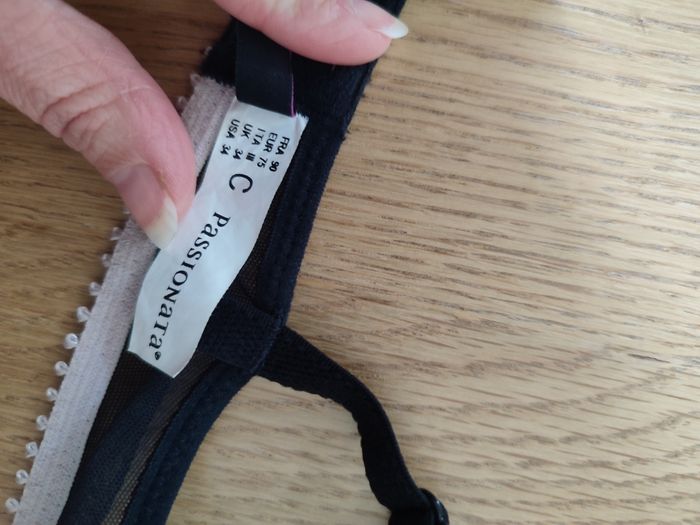 FRA 90
EUR 75
ITA III
UK 34
USA 34
C
Passionata®